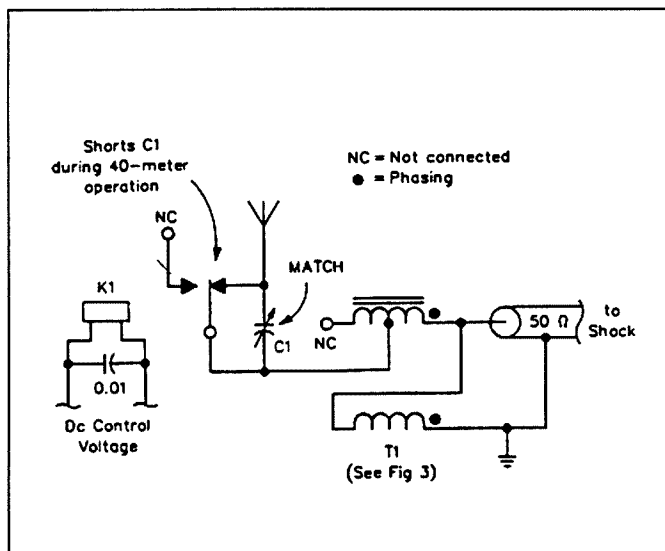 Shorts C1
during 40-meter
operation
NC = Not connected
● = Phasing
NC
MATCH
K1
C1
NC
50 Ω
to
Shack
0.01
Dc Control
Voltage
T1
(See Fig 3)